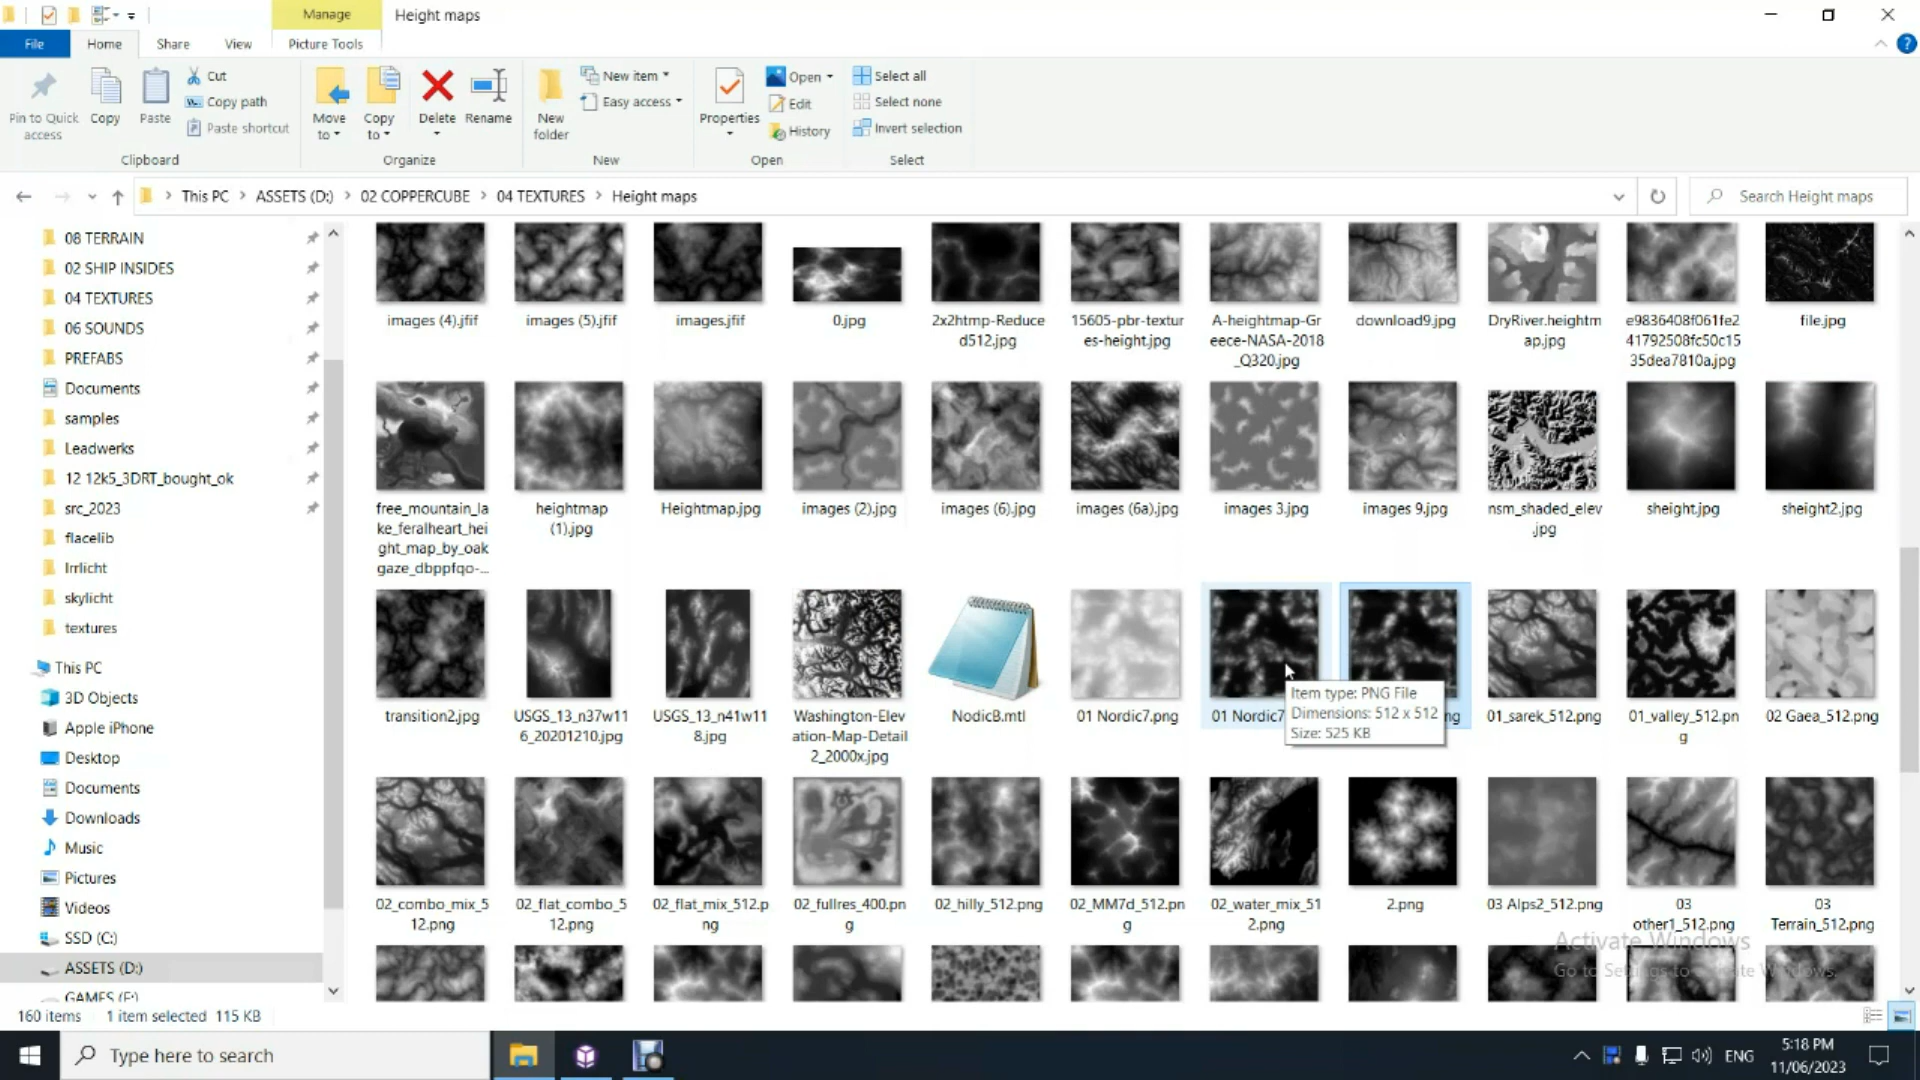 Manage
Height maps
File
Home
Share
View
Picture Tools
Pin to Quick access
Copy
Paste
Cut
Copy path
Paste shortcut
Move to
Copy to
Delete
Rename
New folder
New item
Easy access
Properties
Open
Edit
History
Select all
Select none
Invert selection
Clipboard
Organize
New
Open
Select
This PC
ASSETS (D:)
02 COPPERCUBE
04 TEXTURES
Height maps
Search Height maps
08 TERRAIN
02 SHIP INSIDES
04 TEXTURES
06 SOUNDS
PREFABS
Documents
samples
Leadwerks
12 12k5_3DRT_bought_ok
src_2023
flacelib
Irrlicht
skylicht
textures
This PC
3D Objects
Apple iPhone
Desktop
Documents
Downloads
Music
Pictures
Videos
SSD (C:)
ASSETS (D:)
GAMES (F:)
images (4).jfif
images (5).jfif
images.jfif
0.jpg
2x2htmp-Reduce
d512.jpg
15605-pbr-textur
es-height.jpg
A-heightmap-Gr
eece-NASA-2018
_Q320.jpg
download9.jpg
DryRiver.heightm
ap.jpg
e9836408f061fe2
41792508fc50c15
35dea7810a.jpg
file.jpg
free_mountain_la
ke_feralheart_hei
ght_map_by_oak
gaze_dbppfqo-...
heightmap
(1).jpg
Heightmap.jpg
images (2).jpg
images (6).jpg
images (6a).jpg
images 3.jpg
images 9.jpg
nsm_shaded_elev
.jpg
sheight.jpg
sheight2.jpg
transition2.jpg
USGS_13_n37w11
6_20201210.jpg
USGS_13_n41w11
8.jpg
Washington-Elev
ation-Map-Detail
2_2000x.jpg
NodicB.mtl
01 Nordic7.png
01 Nordic7
ng
Item type: PNG File
Dimensions: 512 x 512
Size: 525 KB
01_sarek_512.png
01_valley_512.pn
g
02 Gaea_512.png
02_combo_mix_5
12.png
02_flat_combo_5
12.png
02_flat_mix_512.p
ng
02_fullres_400.pn
g
02_hilly_512.png
02_MM7d_512.pn
g
02_water_mix_51
2.png
2.png
03 Alps2_512.png
03
other1_512.png
03
Terrain_512.png
Activate Windows
Go to Settings to activate Windows.
160 items
1 item selected 115 KB
Type here to search
ENG
5:18 PM
11/06/2023